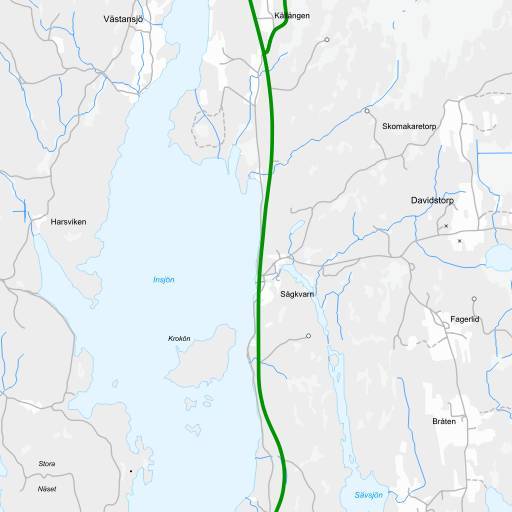 Västansjö
Kållången
Skomakaretorp
Davidstorp
Harsviken
Insjön
Sågkvarn
Fagerlid
Krokön
Bråten
Stora
Näset
Sävsjön